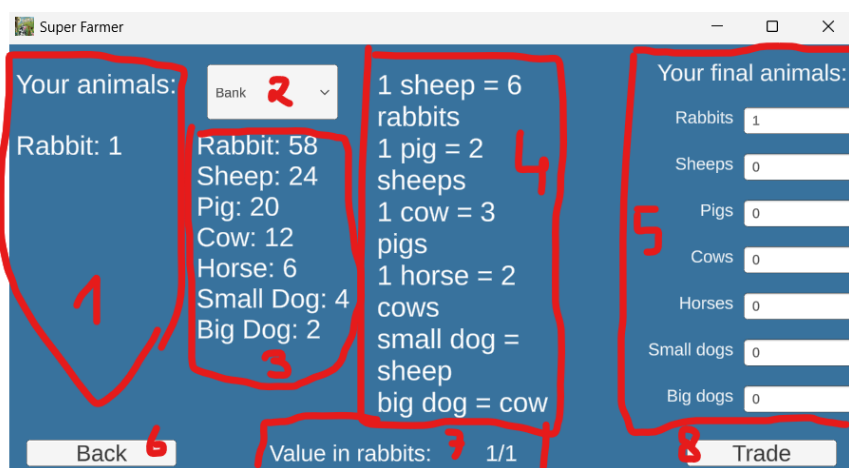 Super Farmer
Your animals:
Rabbit: 1
1
Bank
2
Rabbit: 58
Sheep: 24
Pig: 20
Cow: 12
Horse: 6
Small Dog: 4
Big Dog: 2
3
1 sheep = 6
rabbits
1 pig = 2
sheeps
1 cow = 3
pigs
1 horse = 2
cows
small dog =
sheep
big dog = cow
4
Your final animals:
Rabbits 1
Sheeps 0
Pigs 0
Cows 0
Horses 0
Small dogs 0
Big dogs 0
5
Back 6
Value in rabbits: 7 1/1
8 Trade